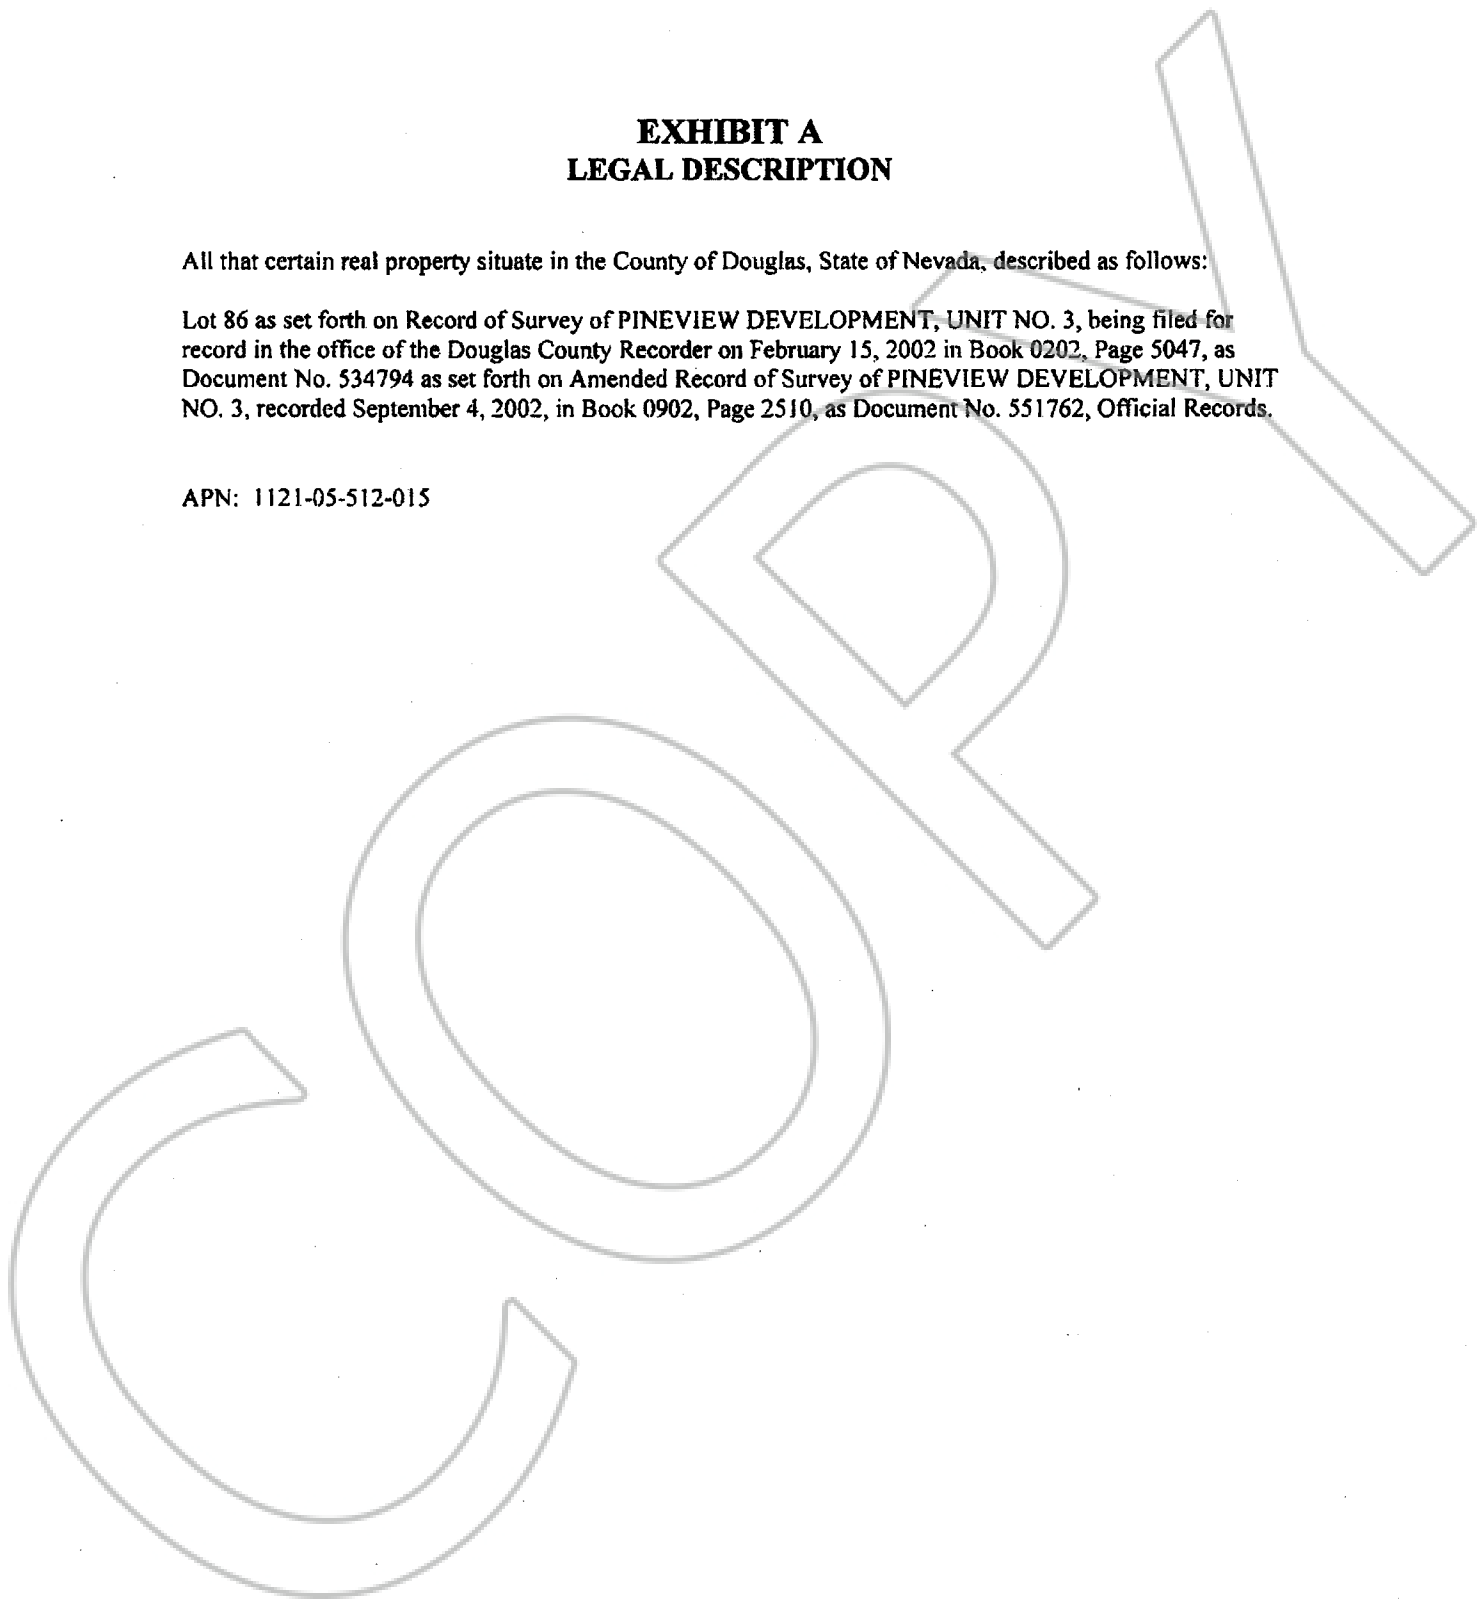 EXHIBIT A
LEGAL DESCRIPTION
All that certain real property situate in the County of Douglas, State of Nevada, described as follows:
Lot 86 as set forth on Record of Survey of PINEVIEW DEVELOPMENT, UNIT NO. 3, being filed for
record in the office of the Douglas County Recorder on February 15, 2002 in Book 0202, Page 5047, as
Document No. 534794 as set forth on Amended Record of Survey of PINEVIEW DEVELOPMENT, UNIT
NO. 3, recorded September 4, 2002, in Book 0902, Page 2510, as Document No. 551762, Official Records.
APN: 1121-05-512-015
COPY